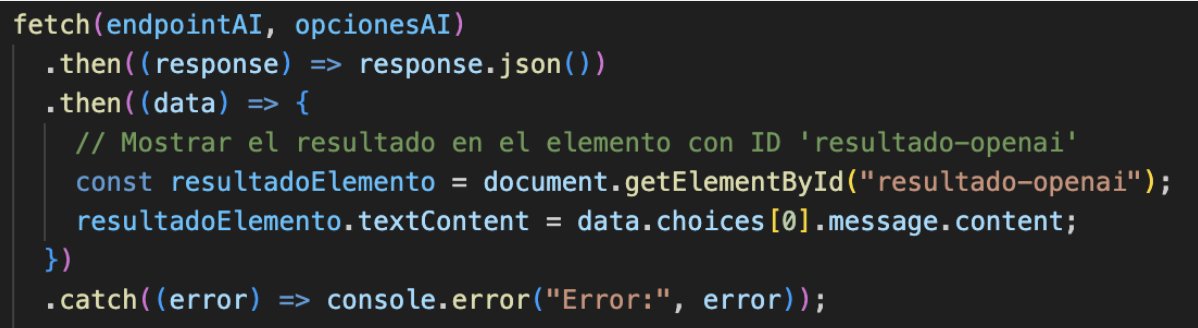 fetch(endpointAI, opcionesAI)
.then((response) => response.json())
.then((data) => {
// Mostrar el resultado en el elemento con ID 'resultado-openai'
const resultadoElemento = document.getElementById("resultado-openai");
resultadoElemento.textContent = data.choices[0].message.content;
})
.catch((error) => console.error("Error:", error));